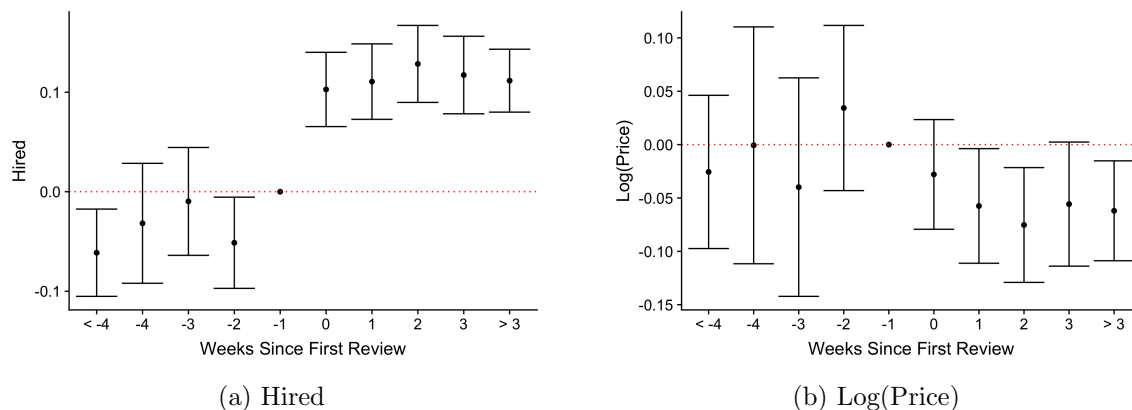 Hired
0.1
0.0
-0.1
< -4 -4 -3 -2 -1 0 1 2 3 > 3
Weeks Since First Review
(a) Hired
Log(Price)
0.10
0.05
0.00
-0.05
-0.10
-0.15
< -4 -4 -3 -2 -1 0 1 2 3 > 3
Weeks Since First Review
(b) Log(Price)